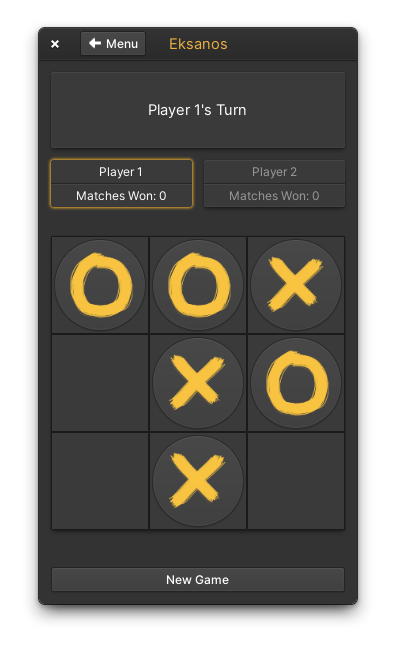 Menu
Eksanos
Player 1's Turn
Player 1
Player 2
Matches Won: 0
Matches Won: 0
O O X
X O
X
New Game